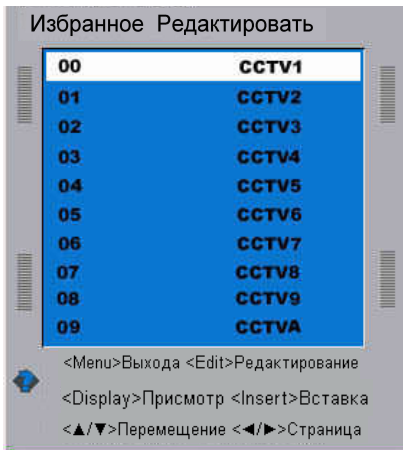 Избранное Редактировать
00 CCTV1
01 CCTV2
02 CCTV3
03 CCTV4
04 CCTV5
05 CCTV6
06 CCTV7
07 CCTV8
08 CCTV9
09 CCTVA
<Menu>Выхода <Edit>Редактирование
<Display>Присмотр <Insert>Вставка
<▲/▼>Перемещение <◄/►>Страница